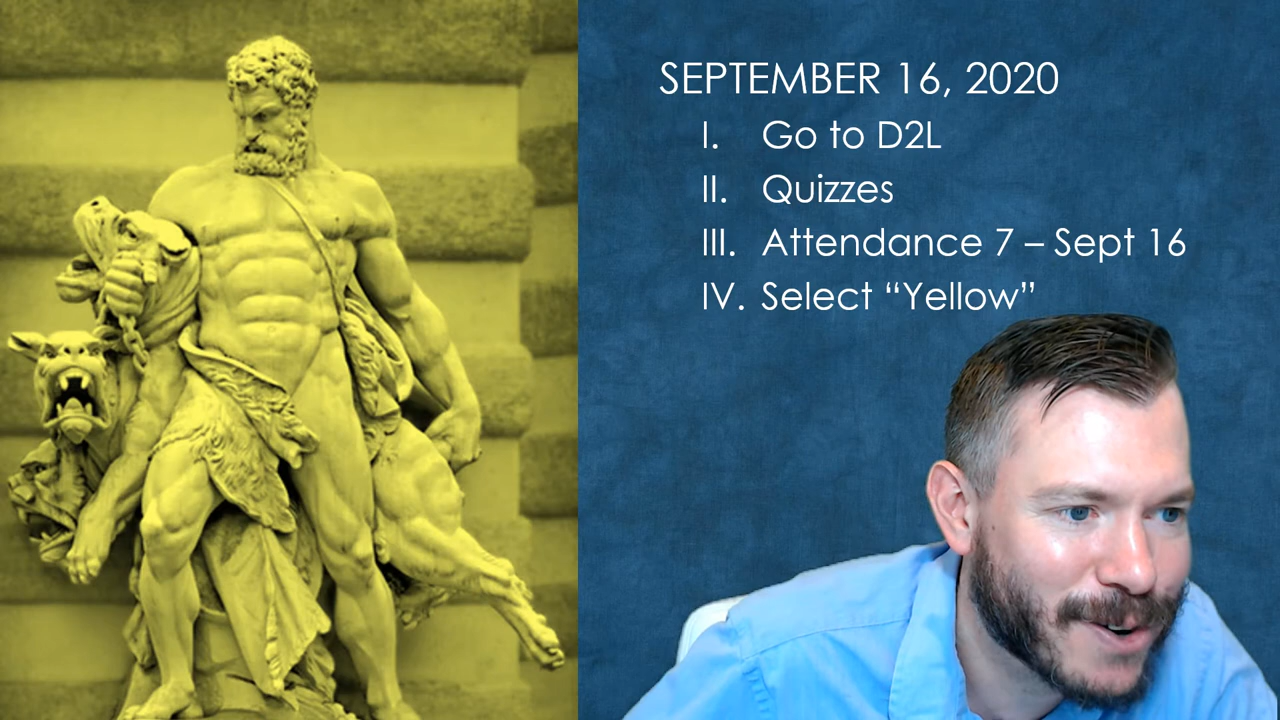 SEPTEMBER 16, 2020
I. Go to D2L
II. Quizzes
III. Attendance 7 – Sept 16
IV. Select “Yellow”